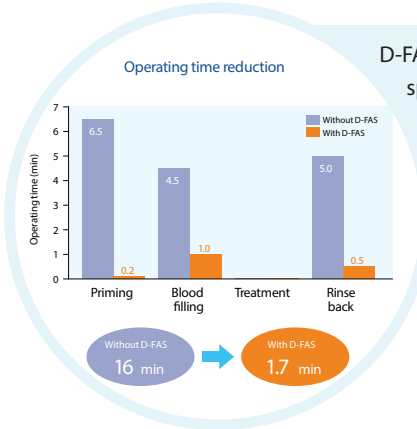 Operating time reduction
D-FA
sp
Operating time (min)
7
6
5
4
3
2
1
0
Without D-FAS
With D-FAS
6.5
0.2
4.5
1.0
5.0
0.5
Priming
Blood
filling
Treatment
Rinse
back
Without D-FAS
16 min
With D-FAS
1.7 min